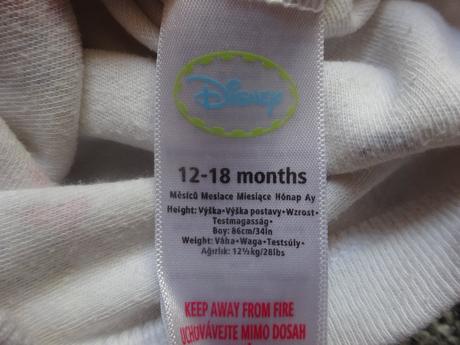 Disney
12-18 months
Měsíců Mesiace Miesiące Hónap Ay
Height: Výška•Výška postavy•Wzrost•
Testmagasság•
Boy: 86cm/34in
Weight: Váha•Waga•Testsúly•
Ağırlık: 12½kg/28lbs
KEEP AWAY FROM FIRE
UCHOVÁVEJTE MIMO DOSAH